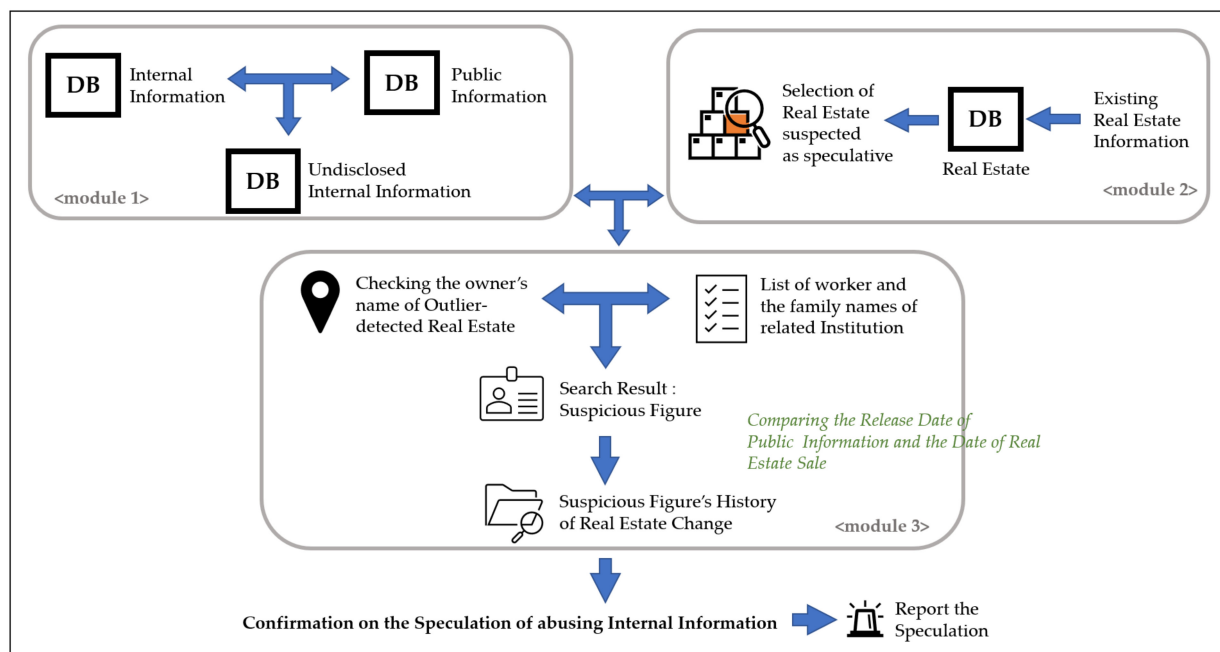 DB
Internal
Information
DB
Public
Information
DB
Undisclosed
Internal Information
<module 1>
Selection of
Real Estate
suspected
as speculative
DB
Real Estate
Existing
Real Estate
Information
<module 2>
Checking the owner's
name of Outlier-
detected Real Estate
List of worker and
the family names of
related Institution
Search Result :
Suspicious Figure
Comparing the Release Date of
Public Information and the Date of Real
Estate Sale
Suspicious Figure's History
of Real Estate Change
<module 3>
Confirmation on the Speculation of abusing Internal Information
Report the
Speculation